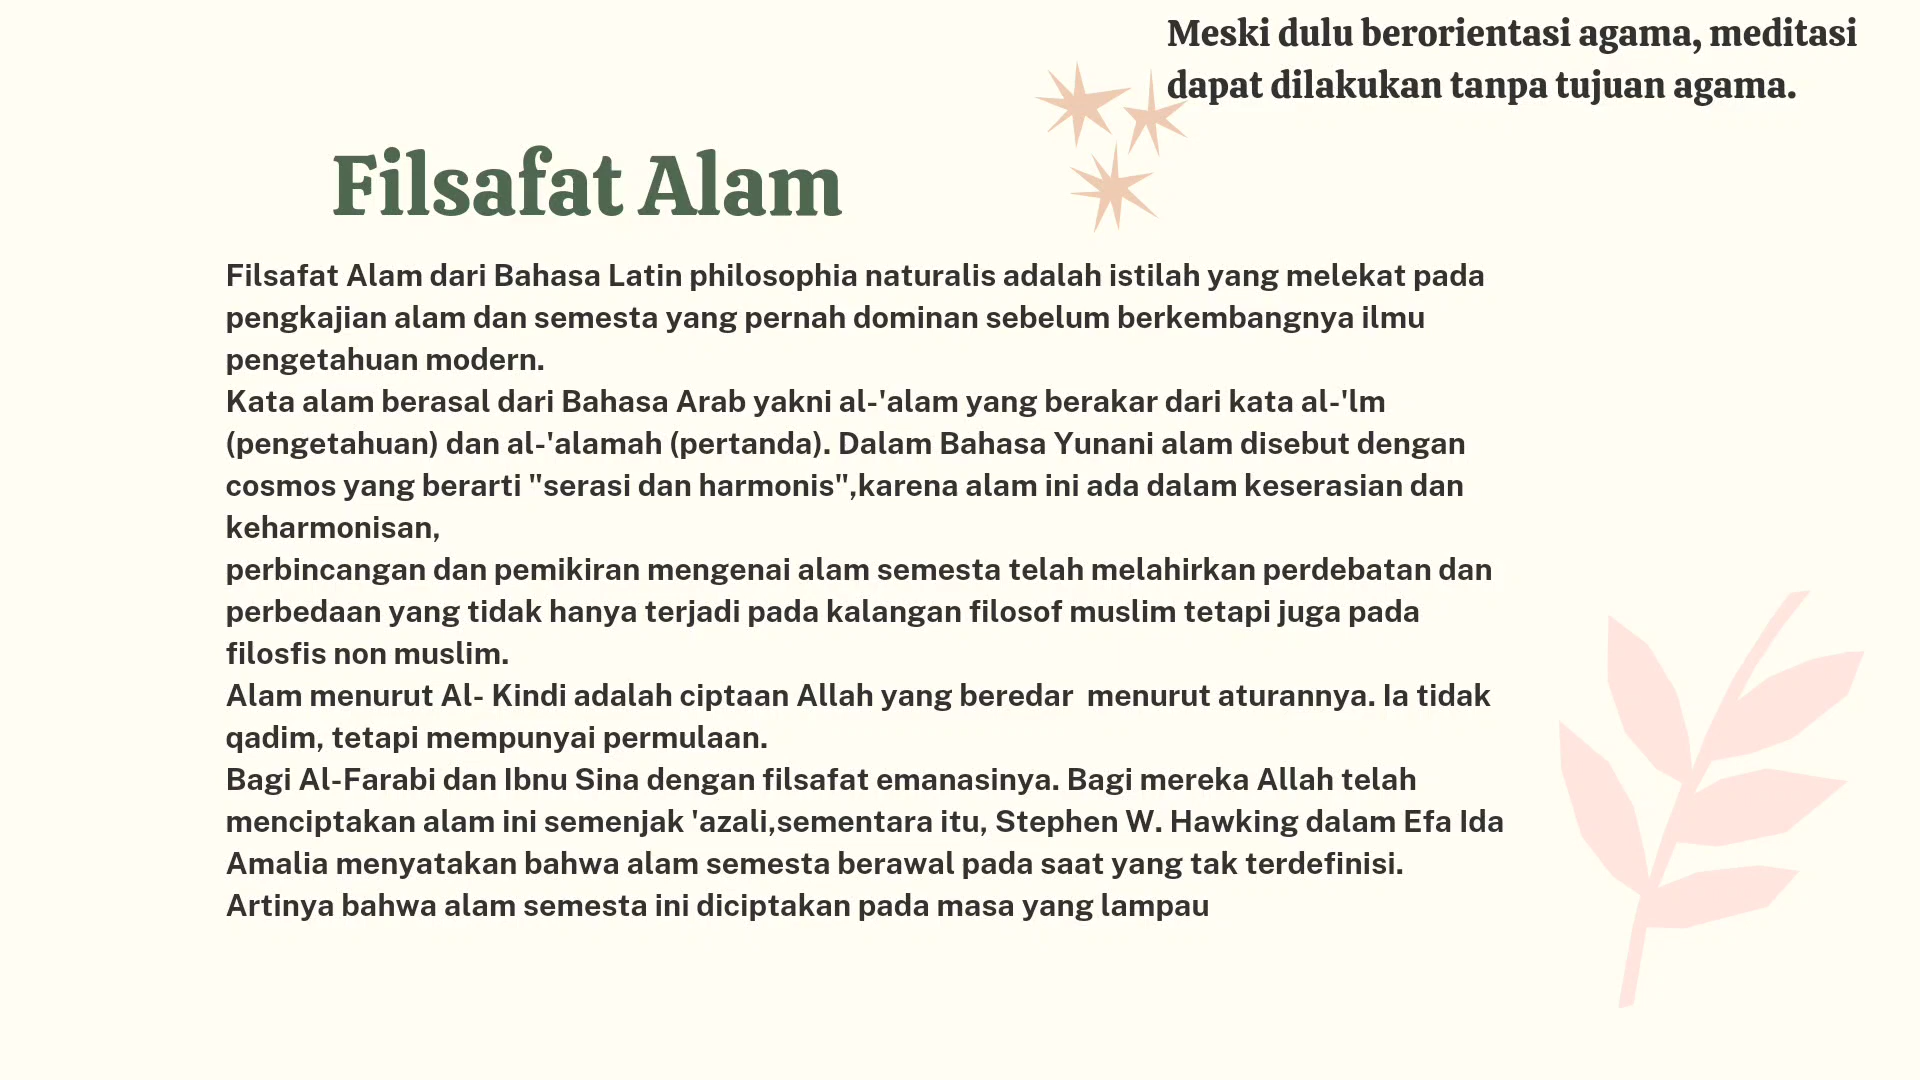 Meski dulu berorientasi agama, meditasi
dapat dilakukan tanpa tujuan agama.
Filsafat Alam
Filsafat Alam dari Bahasa Latin philosophia naturalis adalah istilah yang melekat pada
pengkajian alam dan semesta yang pernah dominan sebelum berkembangnya ilmu
pengetahuan modern.
Kata alam berasal dari Bahasa Arab yakni al-'alam yang berakar dari kata al-'lm
(pengetahuan) dan al-'alamah (pertanda). Dalam Bahasa Yunani alam disebut dengan
cosmos yang berarti "serasi dan harmonis",karena alam ini ada dalam keserasian dan
keharmonisan,
perbincangan dan pemikiran mengenai alam semesta telah melahirkan perdebatan dan
perbedaan yang tidak hanya terjadi pada kalangan filosof muslim tetapi juga pada
filosfis non muslim.
Alam menurut Al- Kindi adalah ciptaan Allah yang beredar  menurut aturannya. Ia tidak
qadim, tetapi mempunyai permulaan.
Bagi Al-Farabi dan Ibnu Sina dengan filsafat emanasinya. Bagi mereka Allah telah
menciptakan alam ini semenjak 'azali,sementara itu, Stephen W. Hawking dalam Efa Ida
Amalia menyatakan bahwa alam semesta berawal pada saat yang tak terdefinisi.
Artinya bahwa alam semesta ini diciptakan pada masa yang lampau